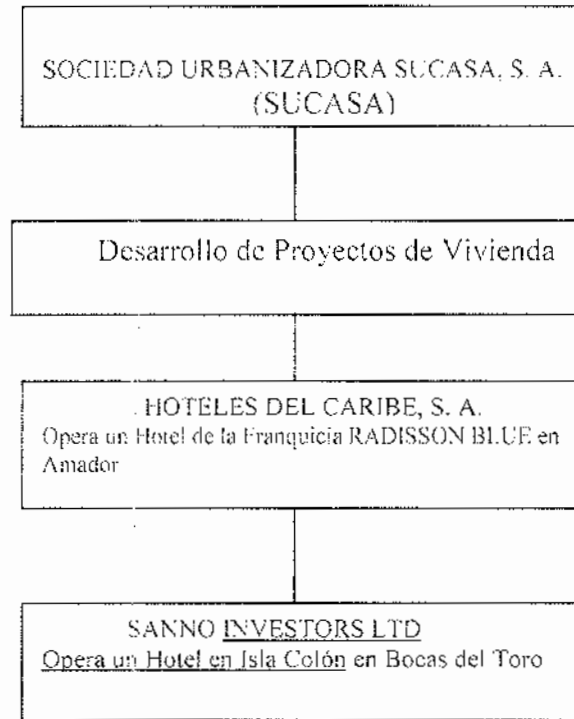 SOCIEDAD URBANIZADORA SUCASA, S. A.
(SUCASA)
Desarrollo de Proyectos de Vivienda
HOTELES DEL CARIBE, S. A.
Opera un Hotel de la Franquicia RADISSON BLUE en
Amador
SANNO INVESTORS LTD
Opera un Hotel en Isla Colón en Bocas del Toro